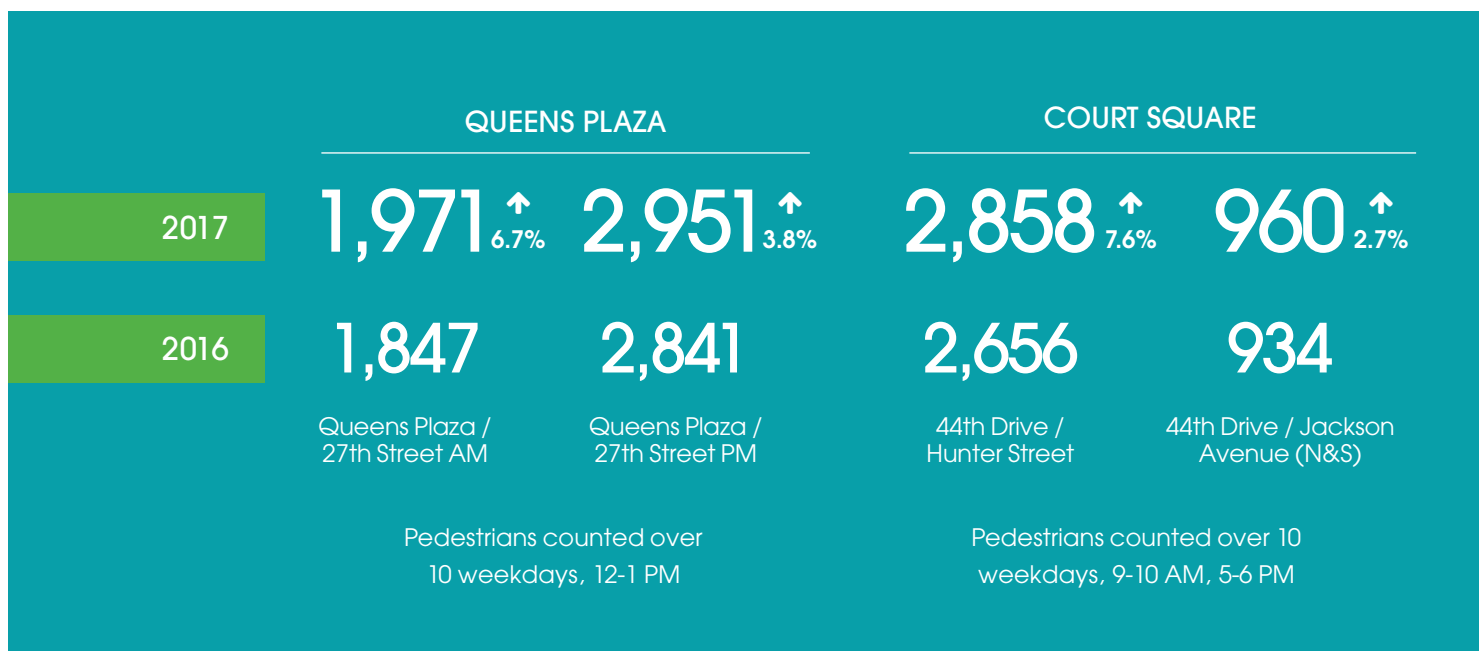 QUEENS PLAZA
COURT SQUARE
2017
1,971 ↑ 6.7%
2,951 ↑ 3.8%
2,858 ↑ 7.6%
960 ↑ 2.7%
2016
1,847
2,841
2,656
934
Queens Plaza /
27th Street AM
Queens Plaza /
27th Street PM
44th Drive /
Hunter Street
44th Drive / Jackson
Avenue (N&S)
Pedestrians counted over
10 weekdays, 12-1 PM
Pedestrians counted over 10
weekdays, 9-10 AM, 5-6 PM